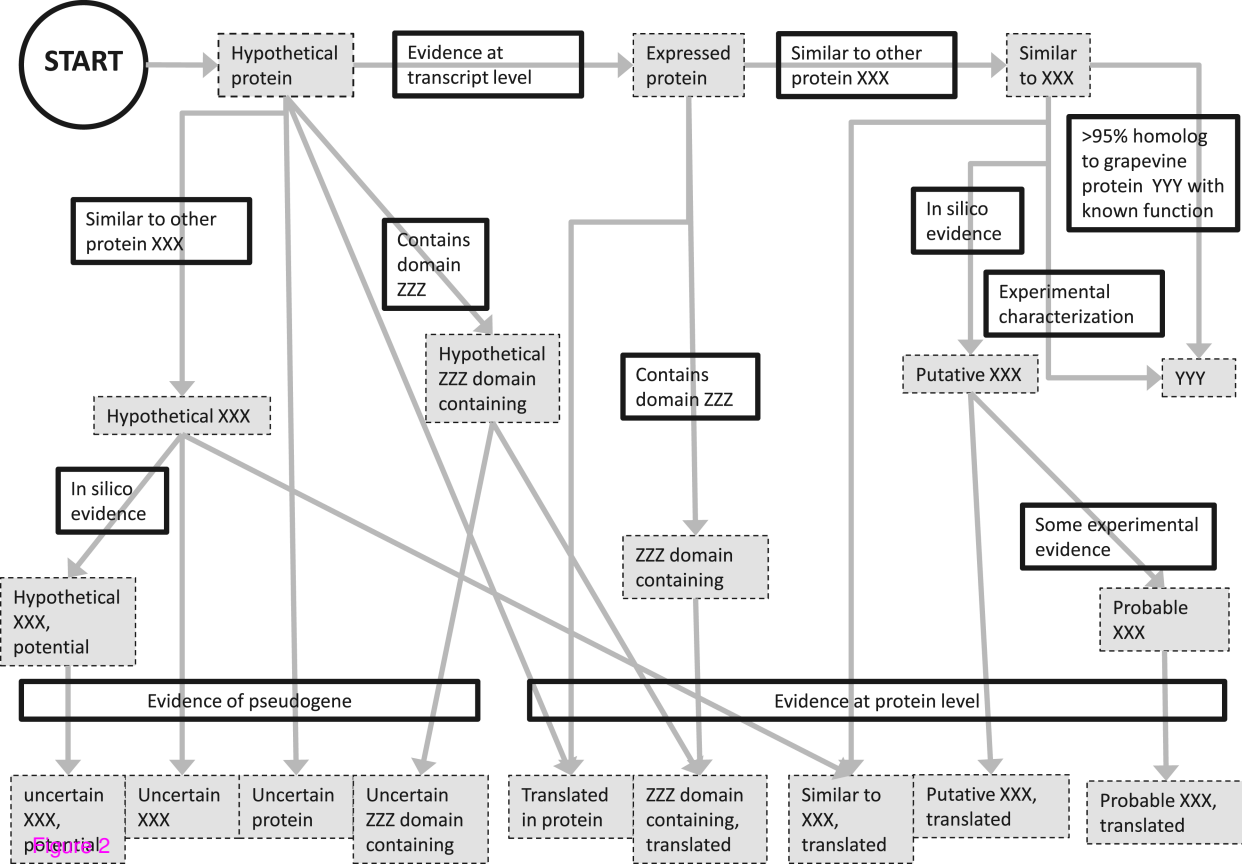 START
Hypothetical
protein
Evidence at
transcript level
Expressed
protein
Similar to other
protein XXX
Similar
to XXX
>95% homolog
to grapevine
protein YYY with
known function
Similar to other
protein XXX
Contains
domain
ZZZ
In silico
evidence
Experimental
characterization
Hypothetical
ZZZ domain
containing
Contains
domain ZZZ
Putative XXX
YYY
Hypothetical XXX
In silico
evidence
Some experimental
evidence
ZZZ domain
containing
Hypothetical
XXX,
potential
Probable
XXX
Evidence of pseudogene
Evidence at protein level
uncertain
XXX,
potential
Uncertain
XXX
Uncertain
protein
Uncertain
ZZZ domain
containing
Translated
in protein
ZZZ domain
containing,
translated
Similar to
XXX,
translated
Putative XXX,
translated
Probable XXX,
translated
Figure 2